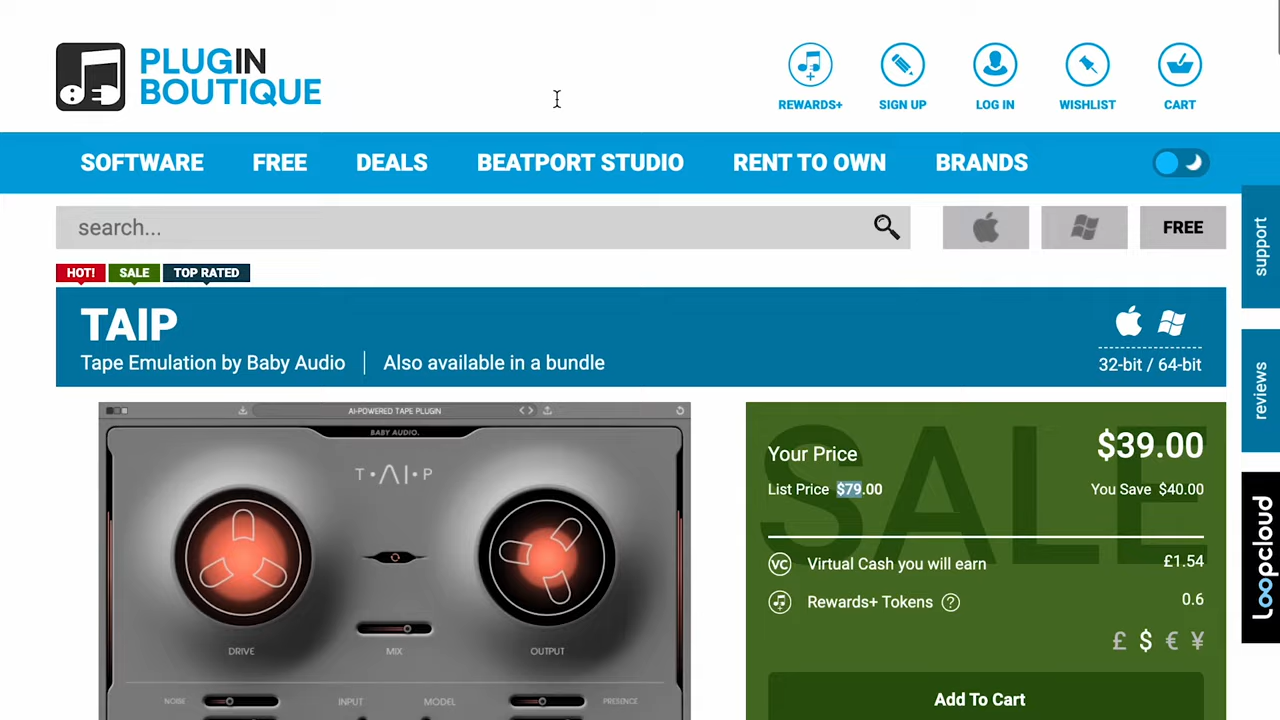 PLUGIN
BOUTIQUE
REWARDS+ SIGN UP LOG IN WISHLIST CART
SOFTWARE FREE DEALS BEATPORT STUDIO RENT TO OWN BRANDS
search... FREE
support
HOT! SALE TOP RATED
TAIP
Tape Emulation by Baby Audio | Also available in a bundle
32-bit / 64-bit
reviews
AI-POWERED TAPE PLUGIN
BABY AUDIO.
T·AI·P
SALE
Your Price $39.00
List Price $79.00 You Save $40.00
VC Virtual Cash you will earn £1.54
Rewards+ Tokens ? 0.6
£ $ € ¥
loopcloud
DRIVE MIX OUTPUT
NOISE INPUT MODEL PRESENCE
Add To Cart